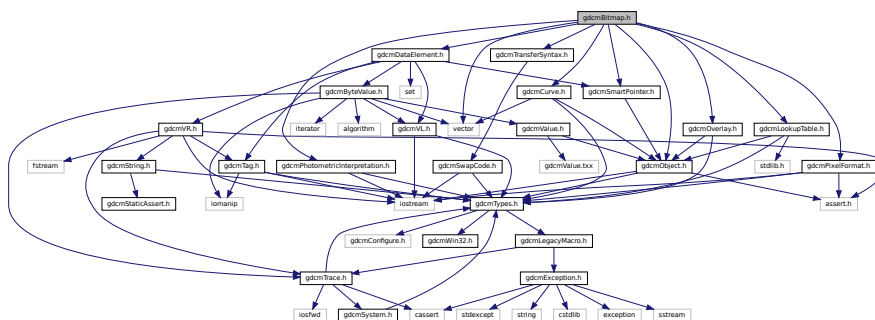 gdcmBitmap.h
gdcmDataElement.h gdcmTransferSyntax.h
gdcmByteValue.h set gdcmCurve.h gdcmSmartPointer.h
gdcmVR.h iterator algorithm gdcmVL.h vector gdcmValue.h gdcmOverlay.h gdcmLookupTable.h
fstream gdcmString.h gdcmTag.h gdcmPhotometricInterpretation.h gdcmSwapCode.h gdcmValue.txx gdcmObject.h stdlib.h gdcmPixelFormat.h
gdcmStaticAssert.h iomanip iostream gdcmTypes.h assert.h
gdcmConfigure.h gdcmWin32.h gdcmLegacyMacro.h
gdcmTrace.h gdcmException.h
iosfwd gdcmSystem.h cassert stdexcept string cstdlib exception sstream